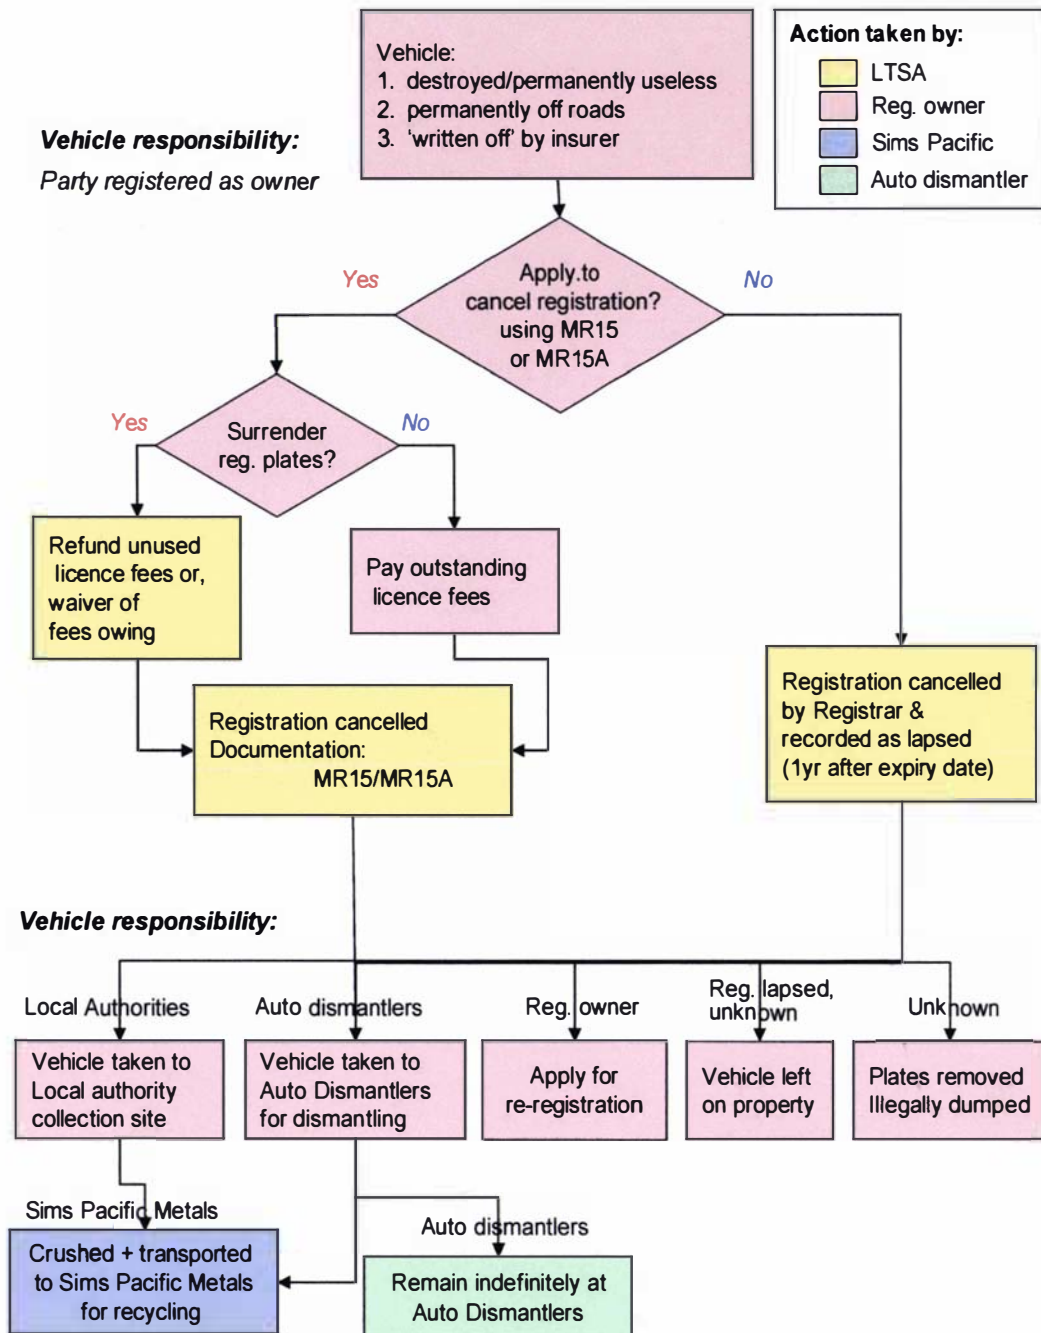 Vehicle:
1. destroyed/permanently useless
2. permanently off roads
3. 'written off' by insurer
Action taken by:
LTSA
Reg. owner
Sims Pacific
Auto dismantler
Vehicle responsibility:
Party registered as owner
Yes
Apply.to
cancel registration?
using MR15
or MR15A
No
Yes
Surrender
reg. plates?
No
Refund unused
licence fees or,
waiver of
fees owing
Pay outstanding
licence fees
Registration cancelled
Documentation:
MR15/MR15A
Registration cancelled
by Registrar &
recorded as lapsed
(1yr after expiry date)
Vehicle responsibility:
Local Authorities
Auto dismantlers
Reg. owner
Reg. lapsed,
unknown
Unknown
Vehicle taken to
Local authority
collection site
Vehicle taken to
Auto Dismantlers
for dismantling
Apply for
re-registration
Vehicle left
on property
Plates removed
Illegally dumped
Sims Pacific Metals
Auto dismantlers
Crushed + transported
to Sims Pacific Metals
for recycling
Remain indefinitely at
Auto Dismantlers